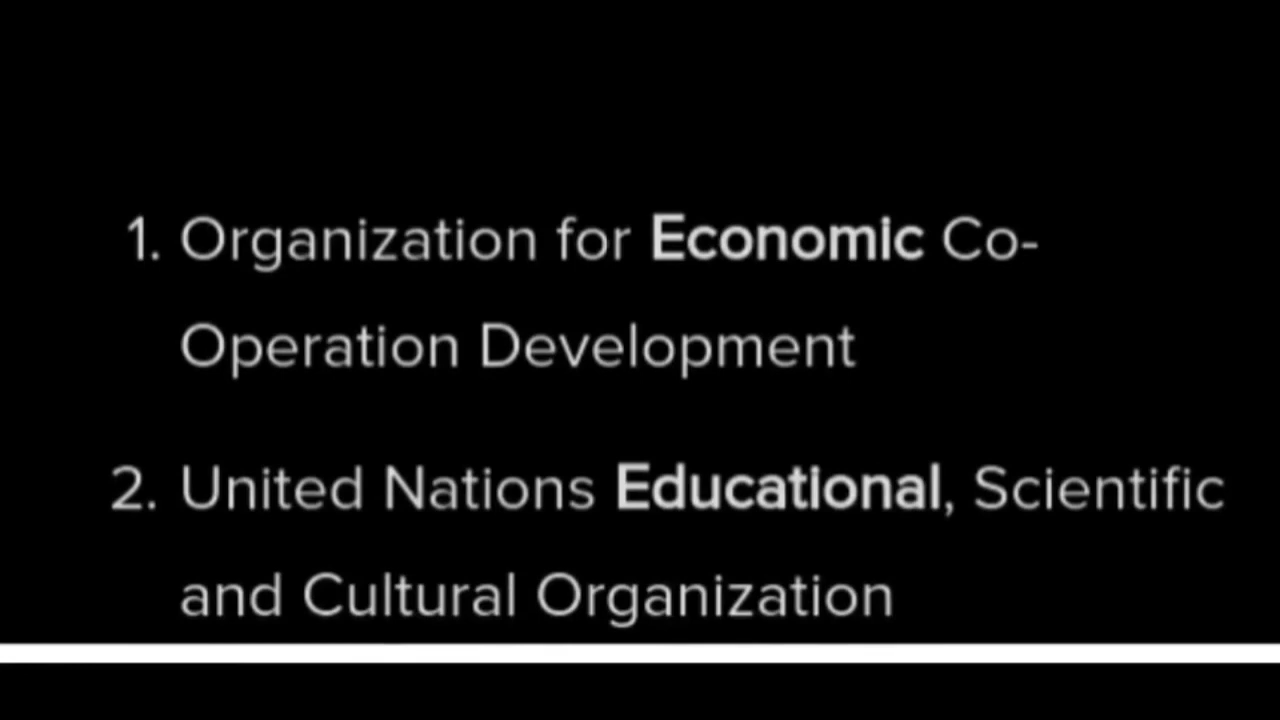 1. Organization for Economic Co-
Operation Development
2. United Nations Educational, Scientific
and Cultural Organization